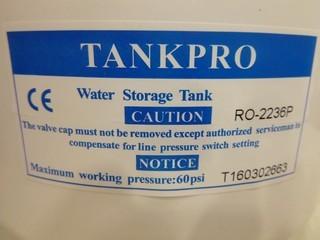 TANKPRO
CE Water Storage Tank
CAUTION RO-2236P
The valve cap must not be removed except authorized serviceman in
compensate for line pressure switch setting
NOTICE
Maximum working pressure:60psi T160302663